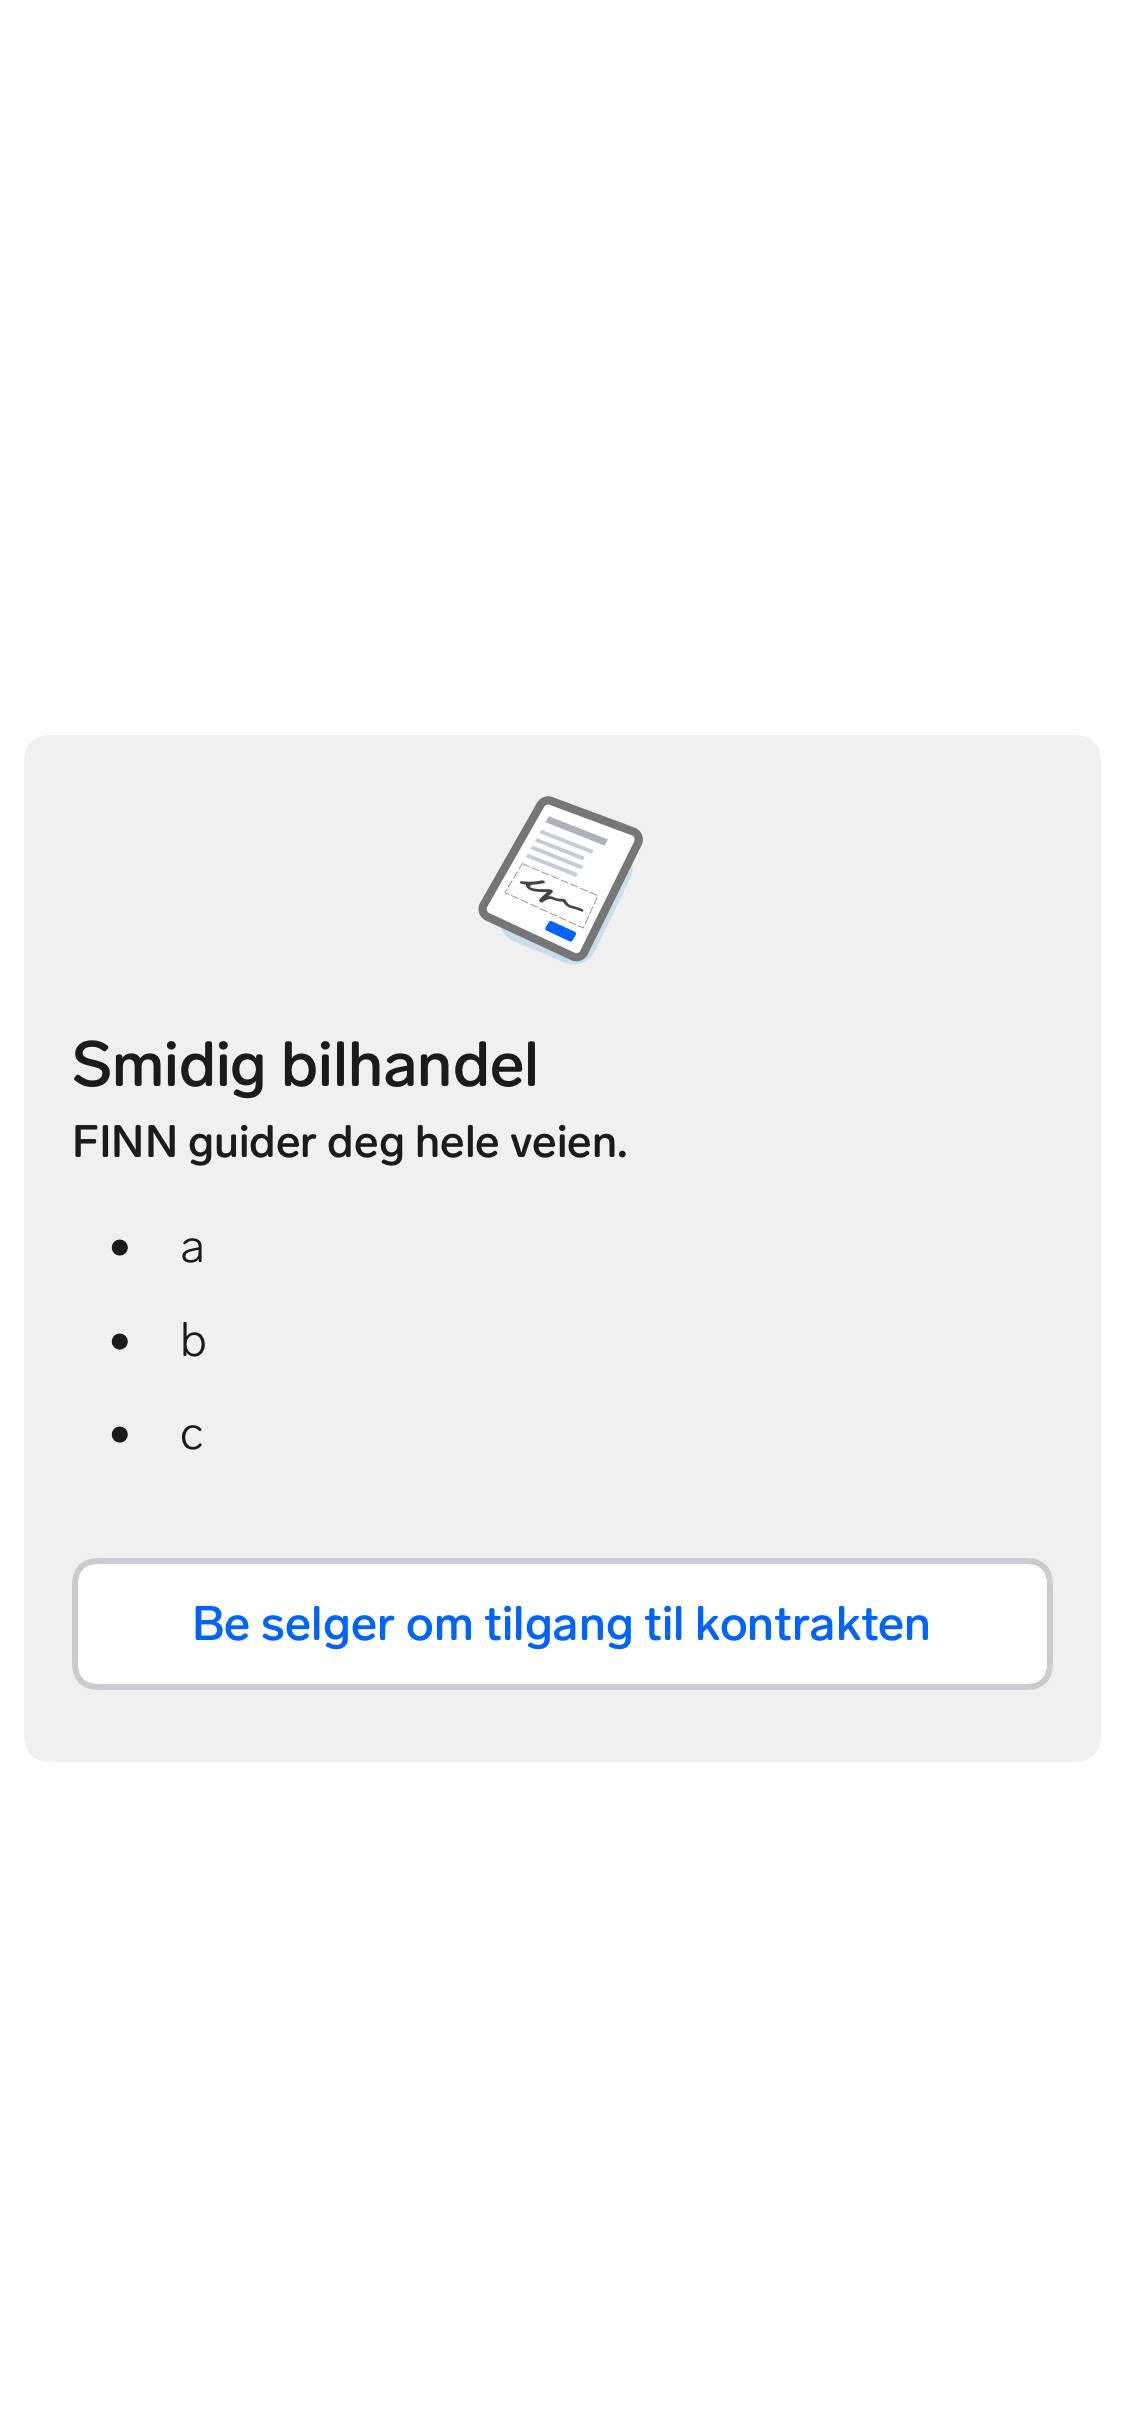 Smidig bilhandel
FINN guider deg hele veien.
• a
• b
• c
Be selger om tilgang til kontrakten